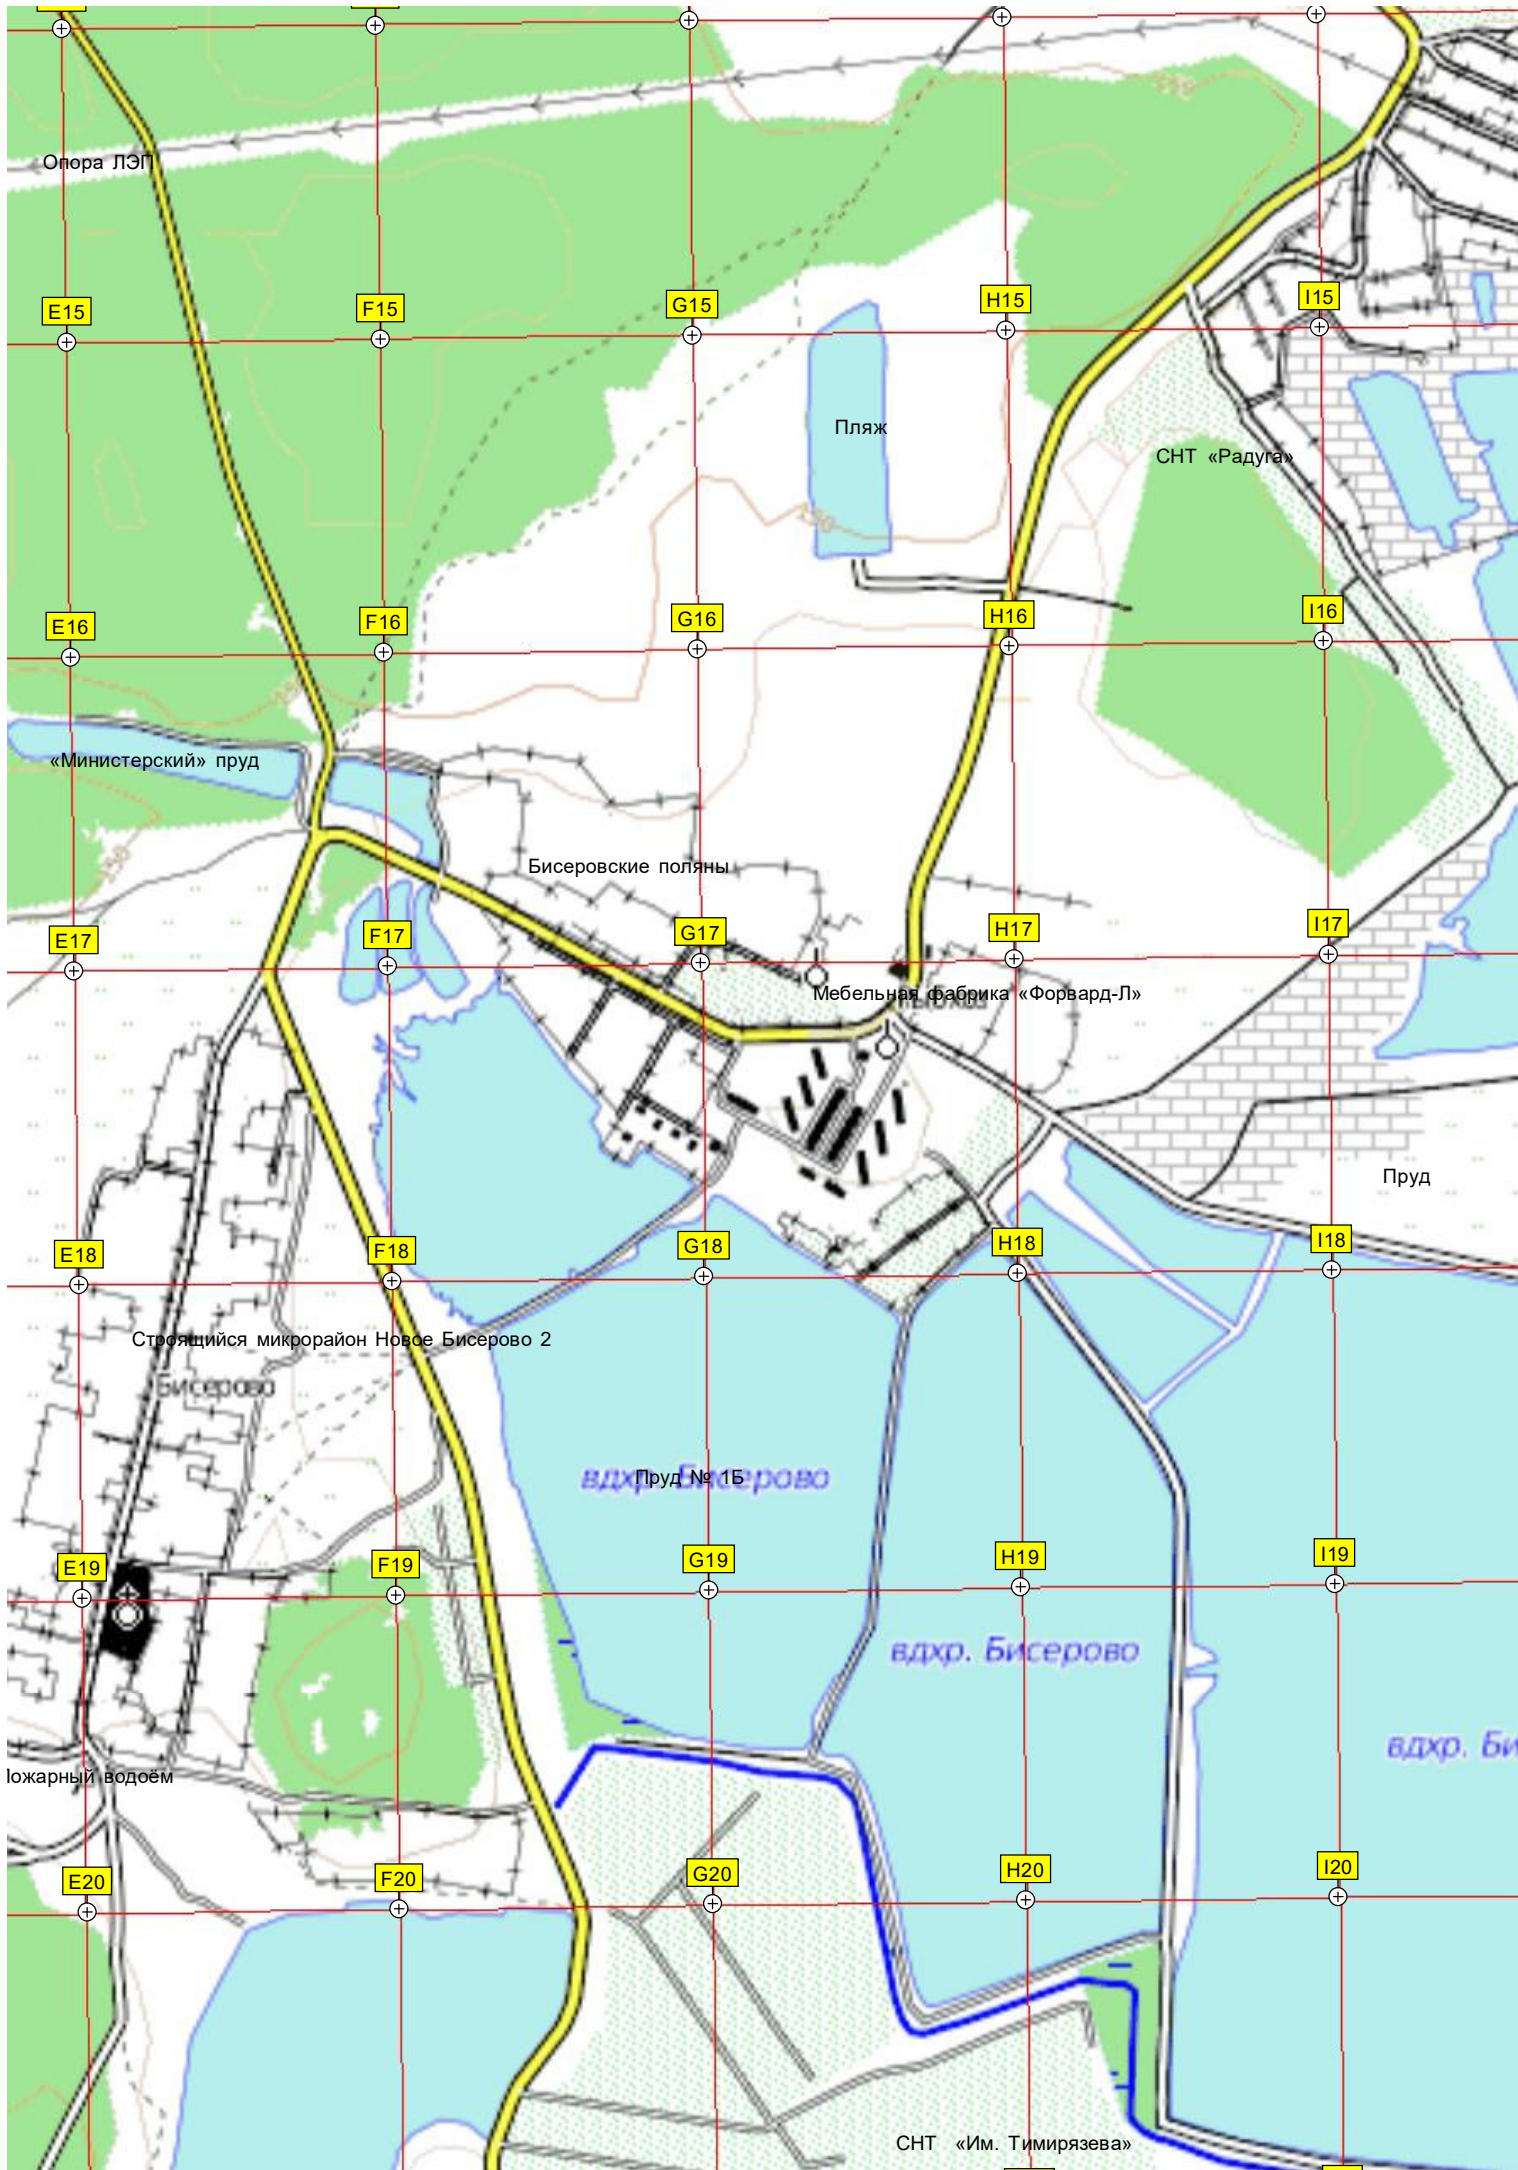 Опора ЛЭП
E15
F15
G15
H15
I15
Пляж
СНТ «Радуга»
150
E16
F16
G16
H16
I16
«Министерский» пруд
150
Бисеровские поляны
E17
F17
G17
H17
I17
Мебельная фабрика «Форвард-Л»
Пруд
E18
F18
G18
H18
I18
Строящийся микрорайон Новое Бисерово 2
Бисерово
вдхр. Бисерово
Пруд № 1Б
E19
F19
G19
H19
I19
вдхр. Бисерово
вдхр. Би
Пожарный водоём
E20
F20
G20
H20
I20
СНТ «Им. Тимирязева»